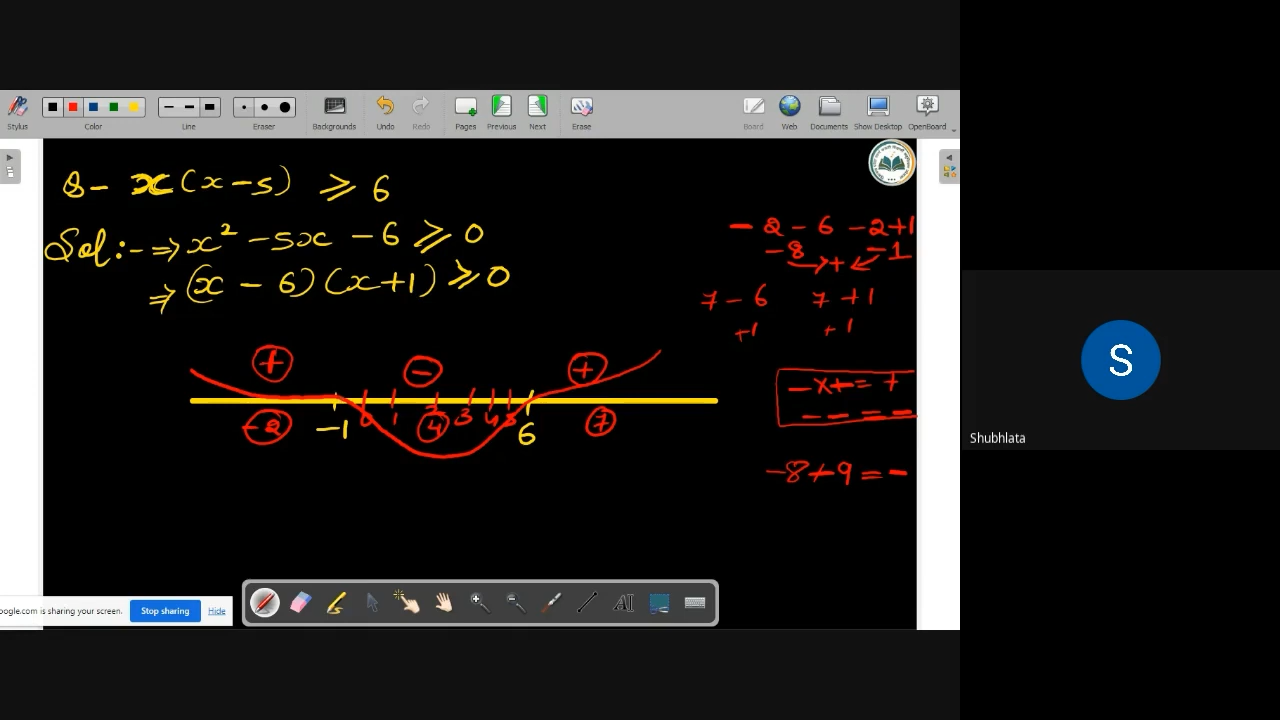 Stylus Color Line Eraser Backgrounds Undo Redo Pages Previous Next Erase Board Web Documents Show Desktop OpenBoard
Q- x(x-5) ≥ 6
Sol:- ⇒ x² - 5x - 6 ≥ 0
⇒ (x - 6)(x+1) ≥ 0
- 2 - 6 -2+1
-8 → + ← -1
7 - 6 7 + 1
+1 +1
+ - +
-2 -1 0 1 2 4 3 4 5 6 7
- x + = +
- - = -
-8 + 9 = -
oogle.com is sharing your screen. Stop sharing Hide
S
Shubhlata